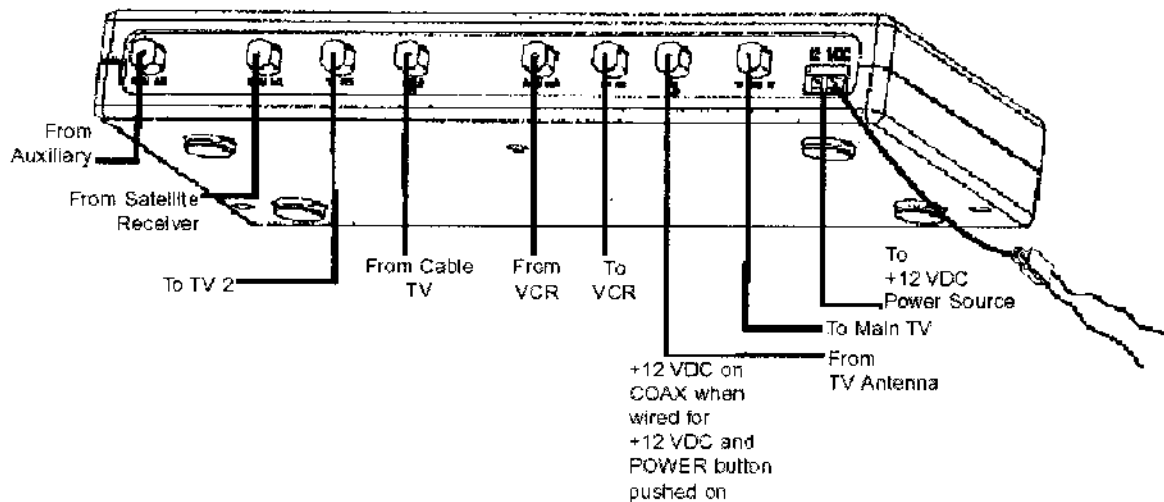 12 VDC
From
Auxiliary
From Satellite
Receiver
To TV 2
From Cable
TV
From
VCR
To
VCR
To
+12 VDC
Power Source
To Main TV
From
TV Antenna
+12 VDC on
COAX when
wired for
+12 VDC and
POWER button
pushed on